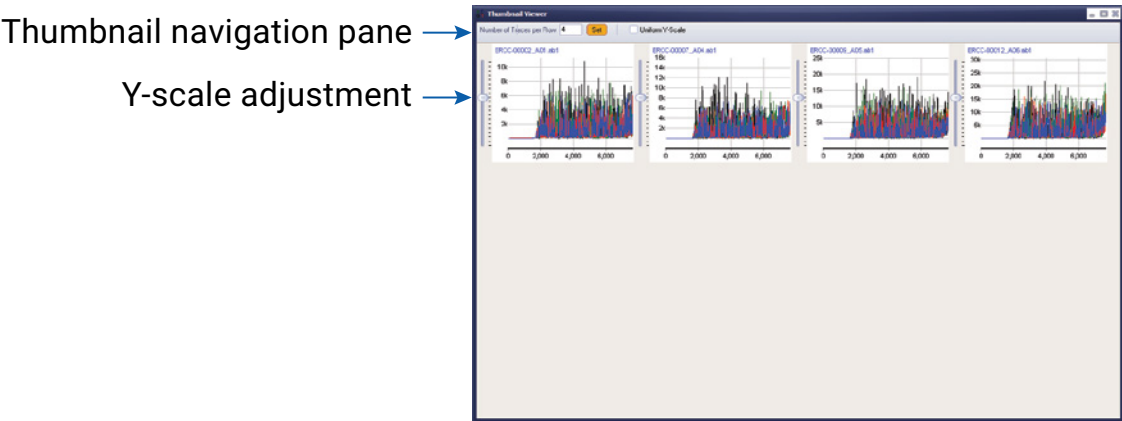 Thumbnail navigation pane
Y-scale adjustment
Thumbnail Viewer
Number of Traces per Row 4 Set Uniform Y-Scale
ERCC-00002_A01.ab1
10k
8k
6k
4k
2k
0 2,000 4,000 6,000
ERCC-00007_A04.ab1
16k
14k
12k
10k
8k
6k
4k
2k
0 2,000 4,000 6,000
ERCC-00009_A05.ab1
25k
20k
15k
10k
5k
0 2,000 4,000 6,000
ERCC-00012_A06.ab1
30k
25k
20k
15k
10k
0 2,000 4,000 6,000